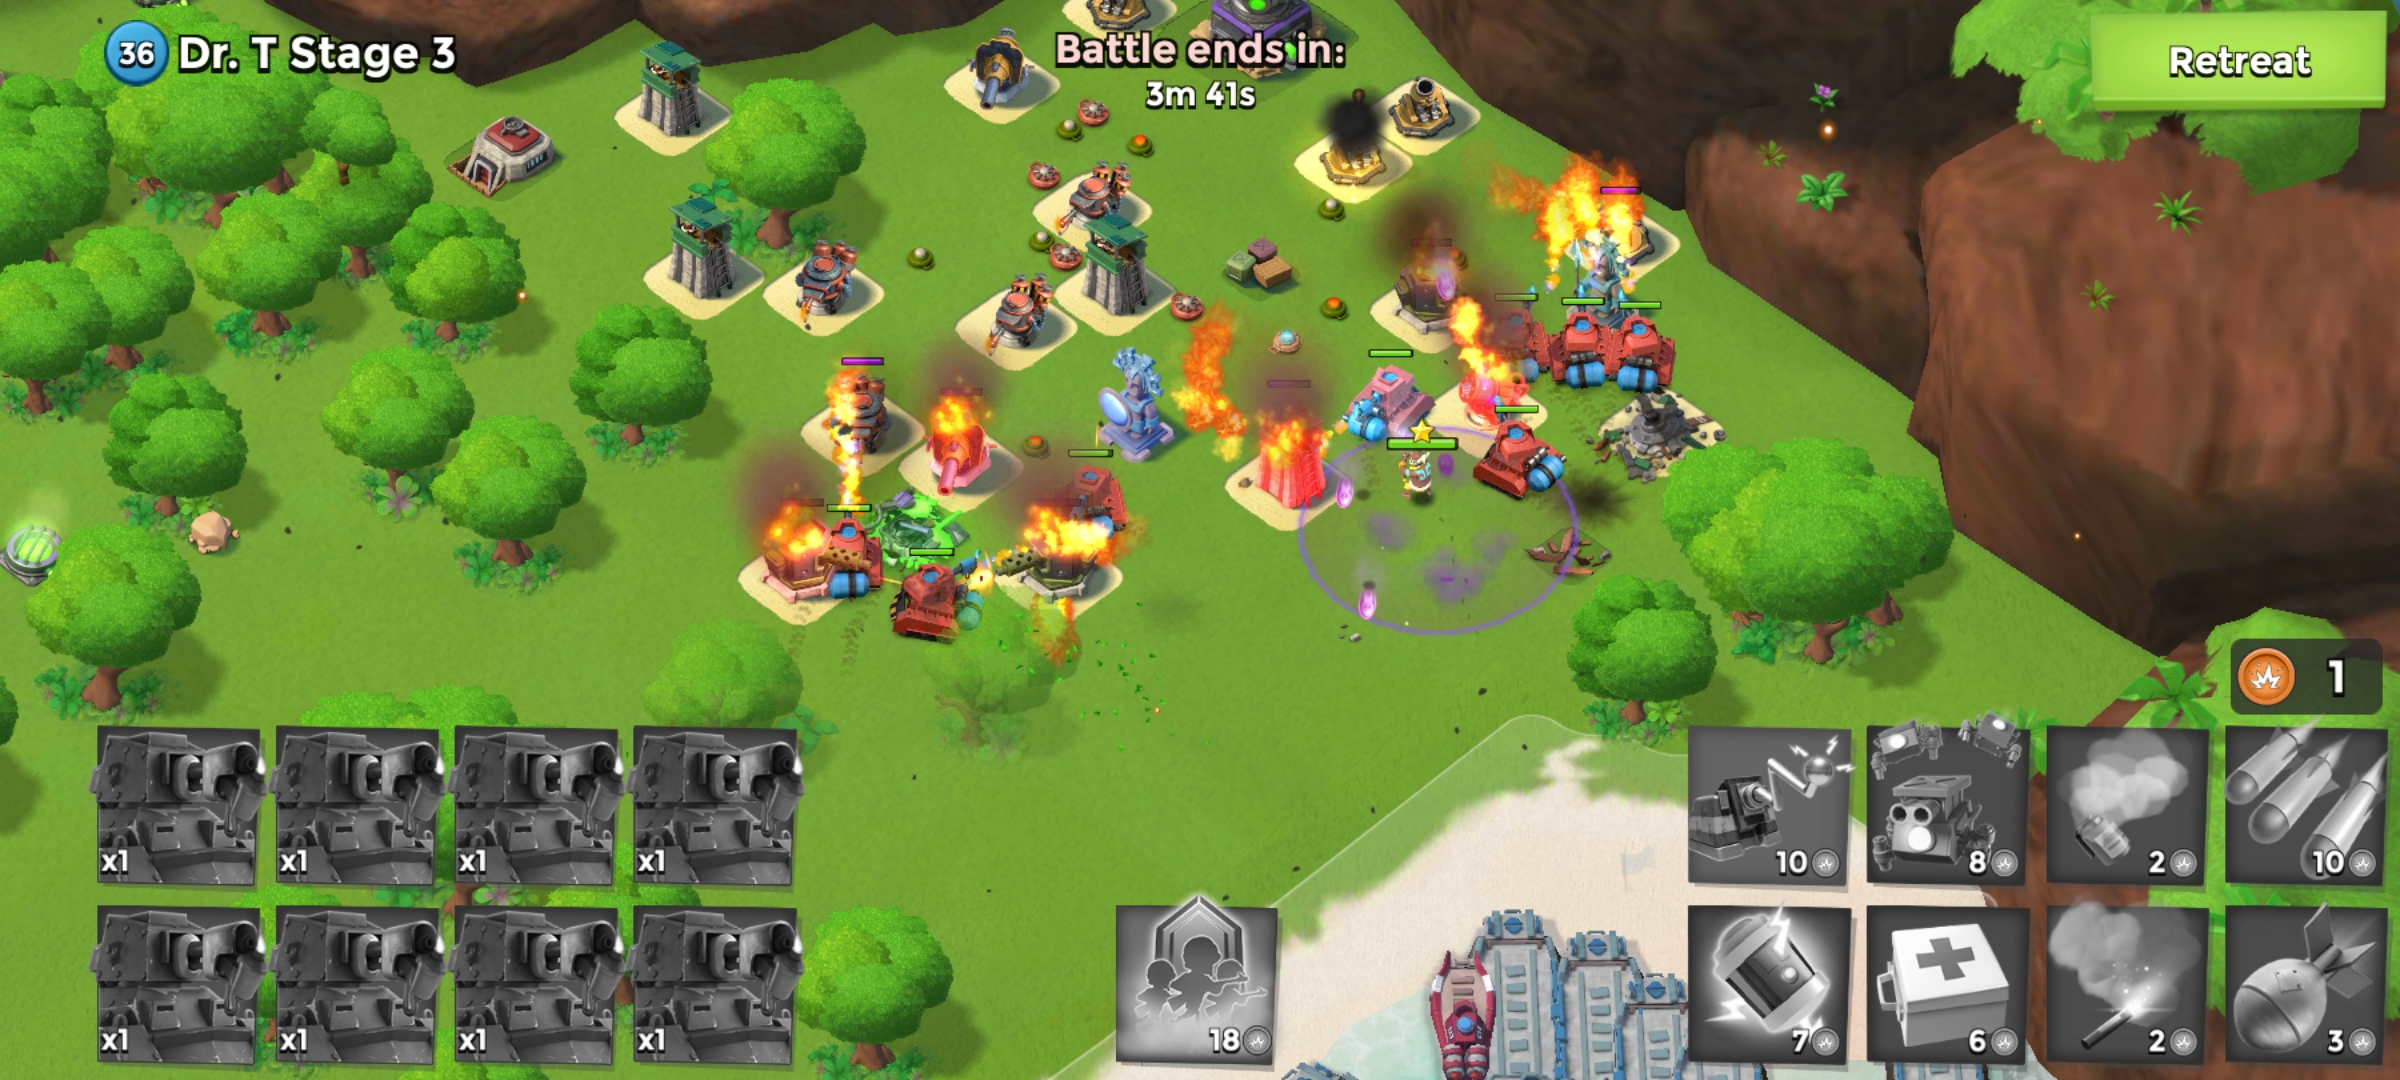 36 Dr. T Stage 3
Battle ends in:
3m 41s
Retreat
1
x1 x1 x1 x1
10 8 2 10
x1 x1 x1 x1
18 7 6 2 3